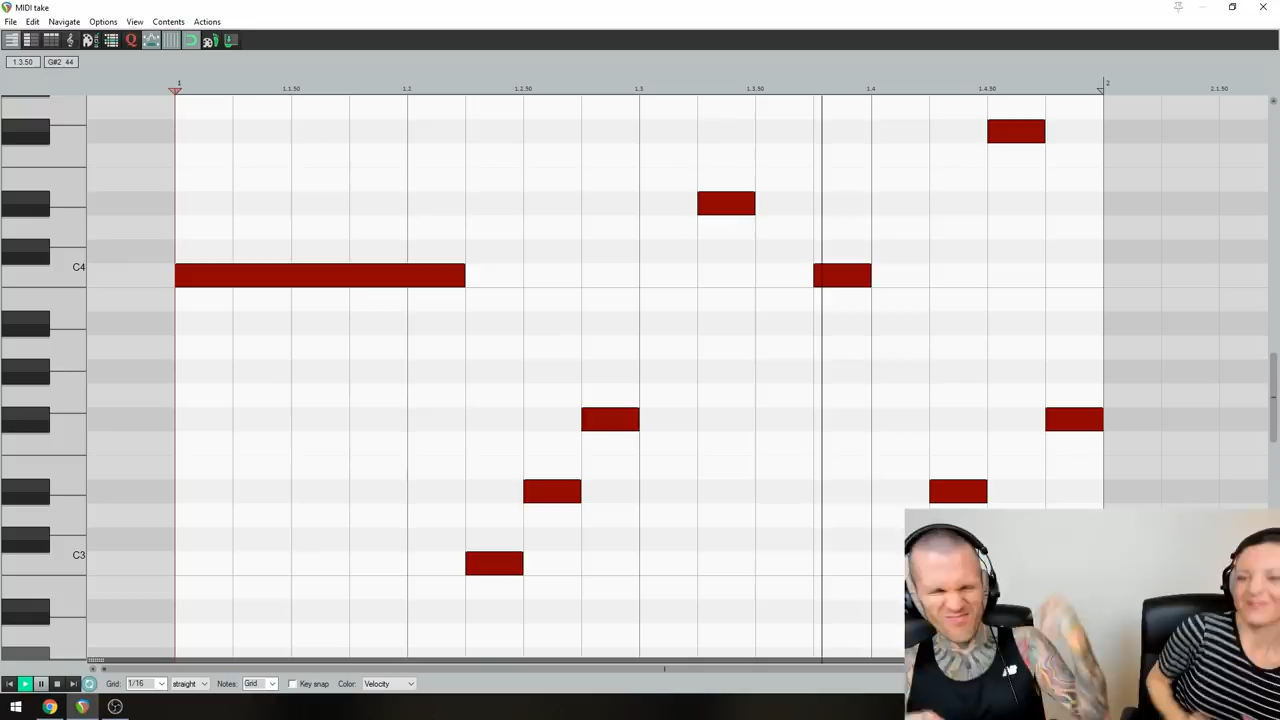 MIDI take
File Edit Navigate Options View Contents Actions
Q
1.3.50 G#2 44
1 1.1.50 1.2 1.2.50 1.3 1.3.50 1.4 1.4.50 2 2.1.50
C4
C3
Grid: 1/16 straight Notes: Grid Key snap Color: Velocity